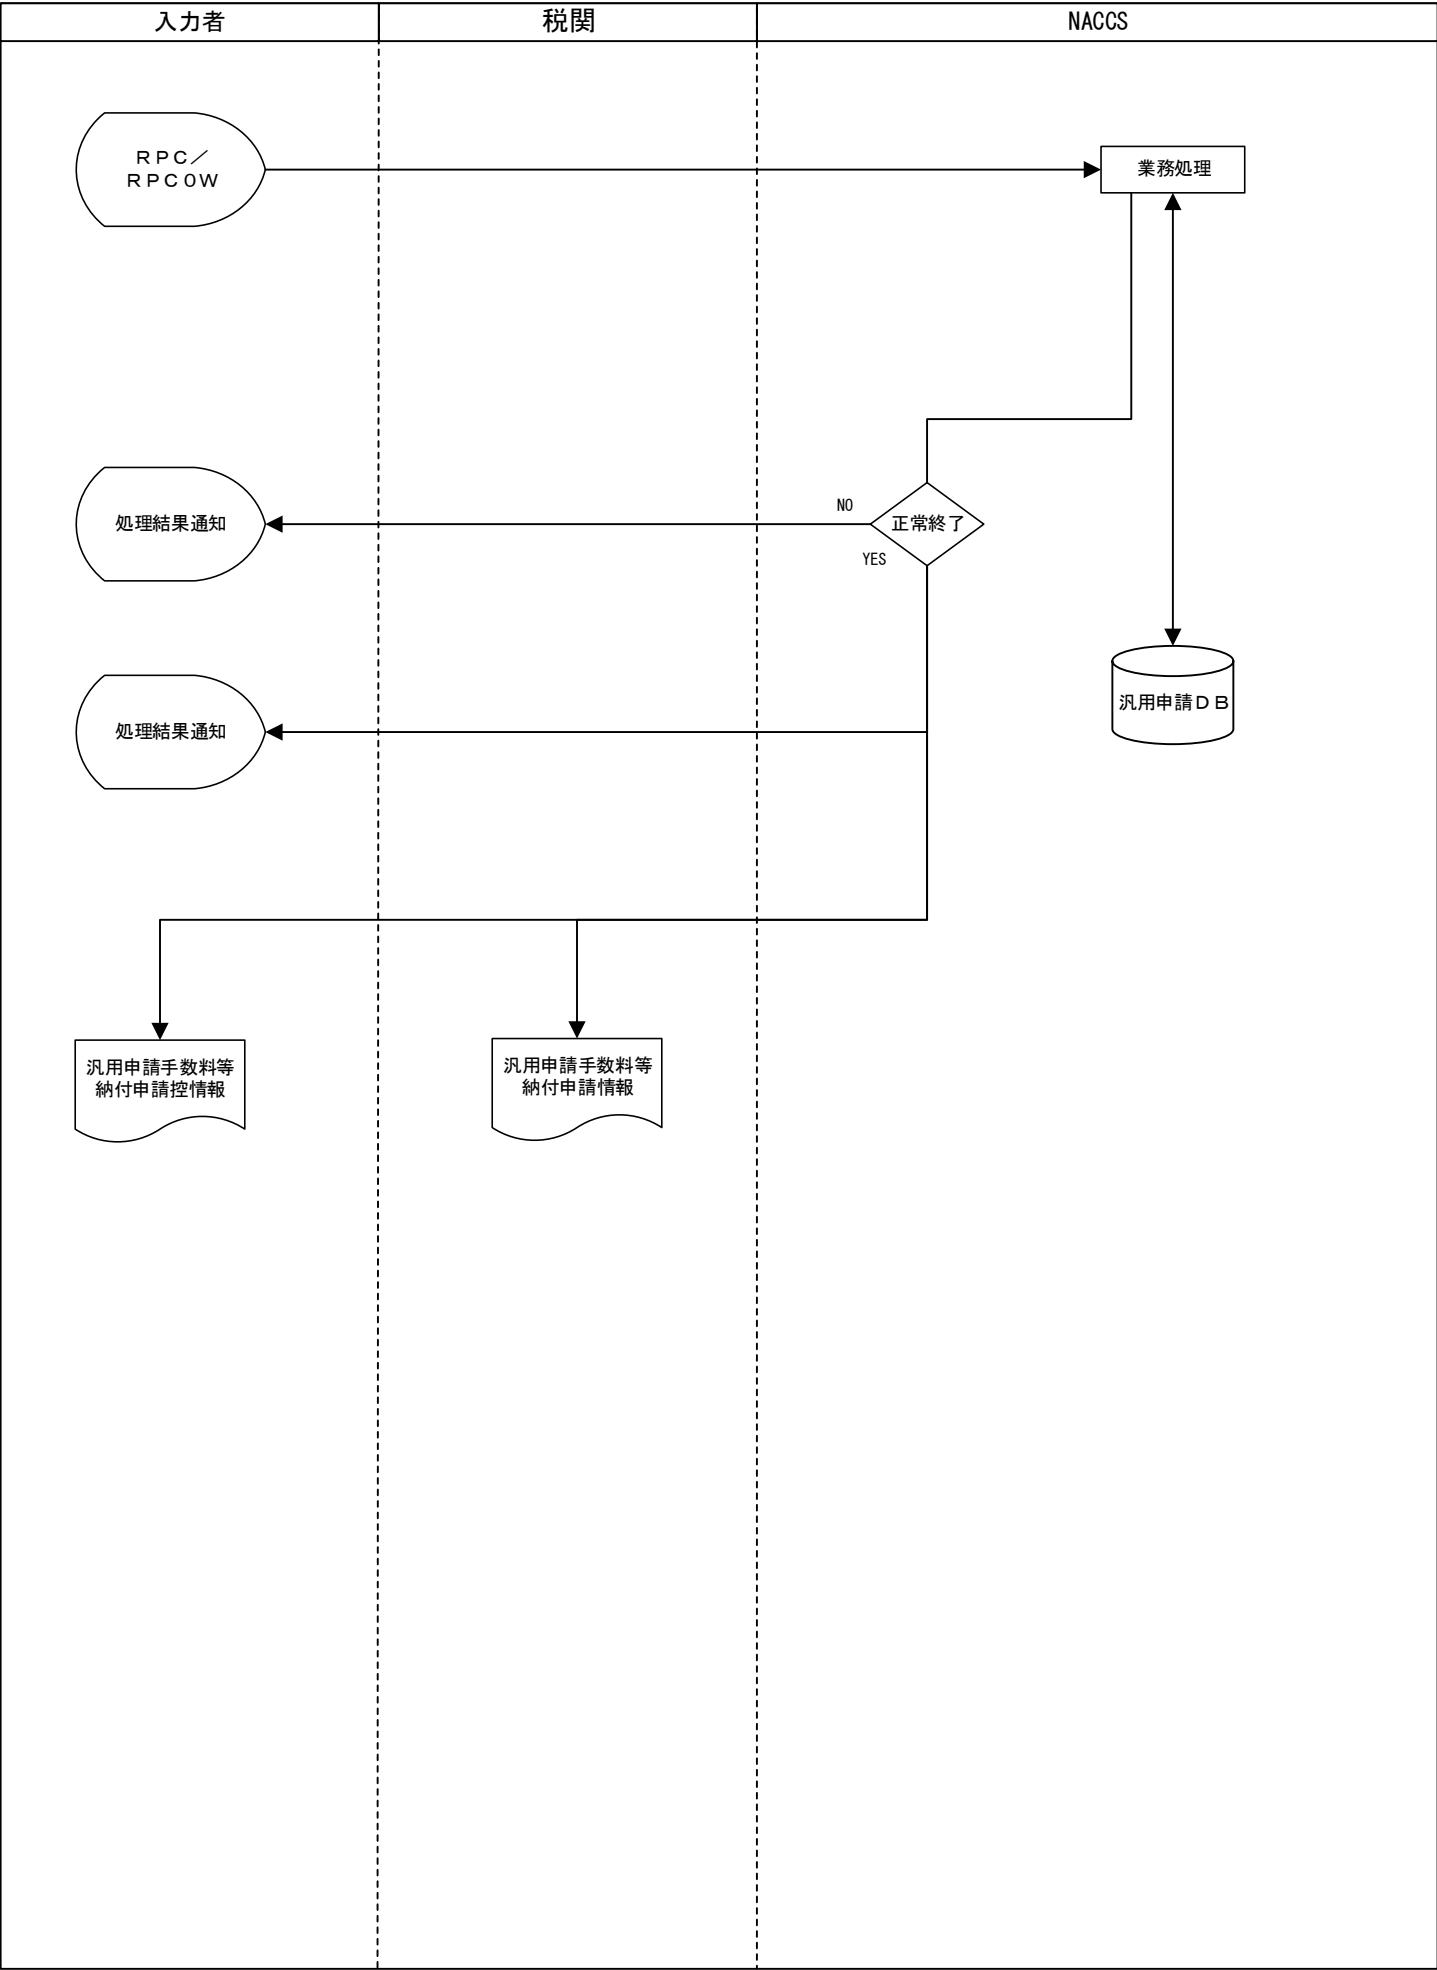 入力者
税関
NACCS
ＲＰＣ／
ＲＰＣ０Ｗ
業務処理
処理結果通知
NO
正常終了
YES
処理結果通知
汎用申請ＤＢ
汎用申請手数料等
納付申請控情報
汎用申請手数料等
納付申請情報